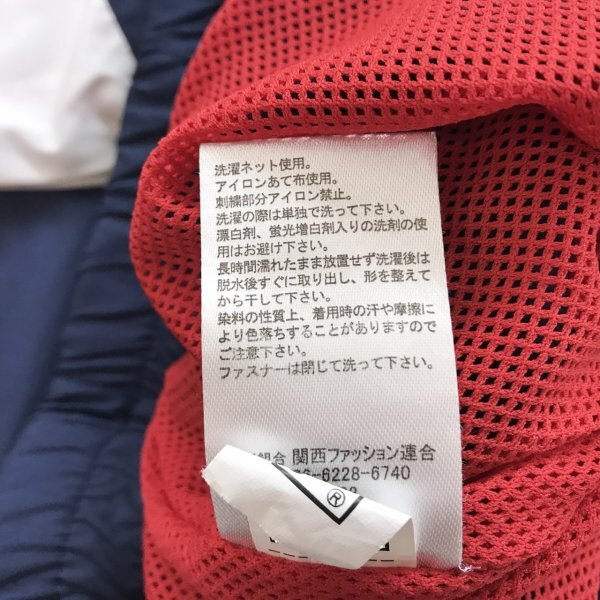 洗濯ネット使用。
アイロンあて布使用。
刺繍部分アイロン禁止。
洗濯の際は単独で洗って下さい。
漂白剤、蛍光増白剤入りの洗剤の使
用はお避け下さい。
長時間濡れたまま放置せず洗濯後は
脱水後すぐに取り出し、形を整えて
から干して下さい。
染料の性質上、着用時の汗や摩擦に
より色落ちすることがありますので
ご注意下さい。
ファスナーは閉じて洗って下さい。
組合 関西ファッション連合
6-6228-6740
®